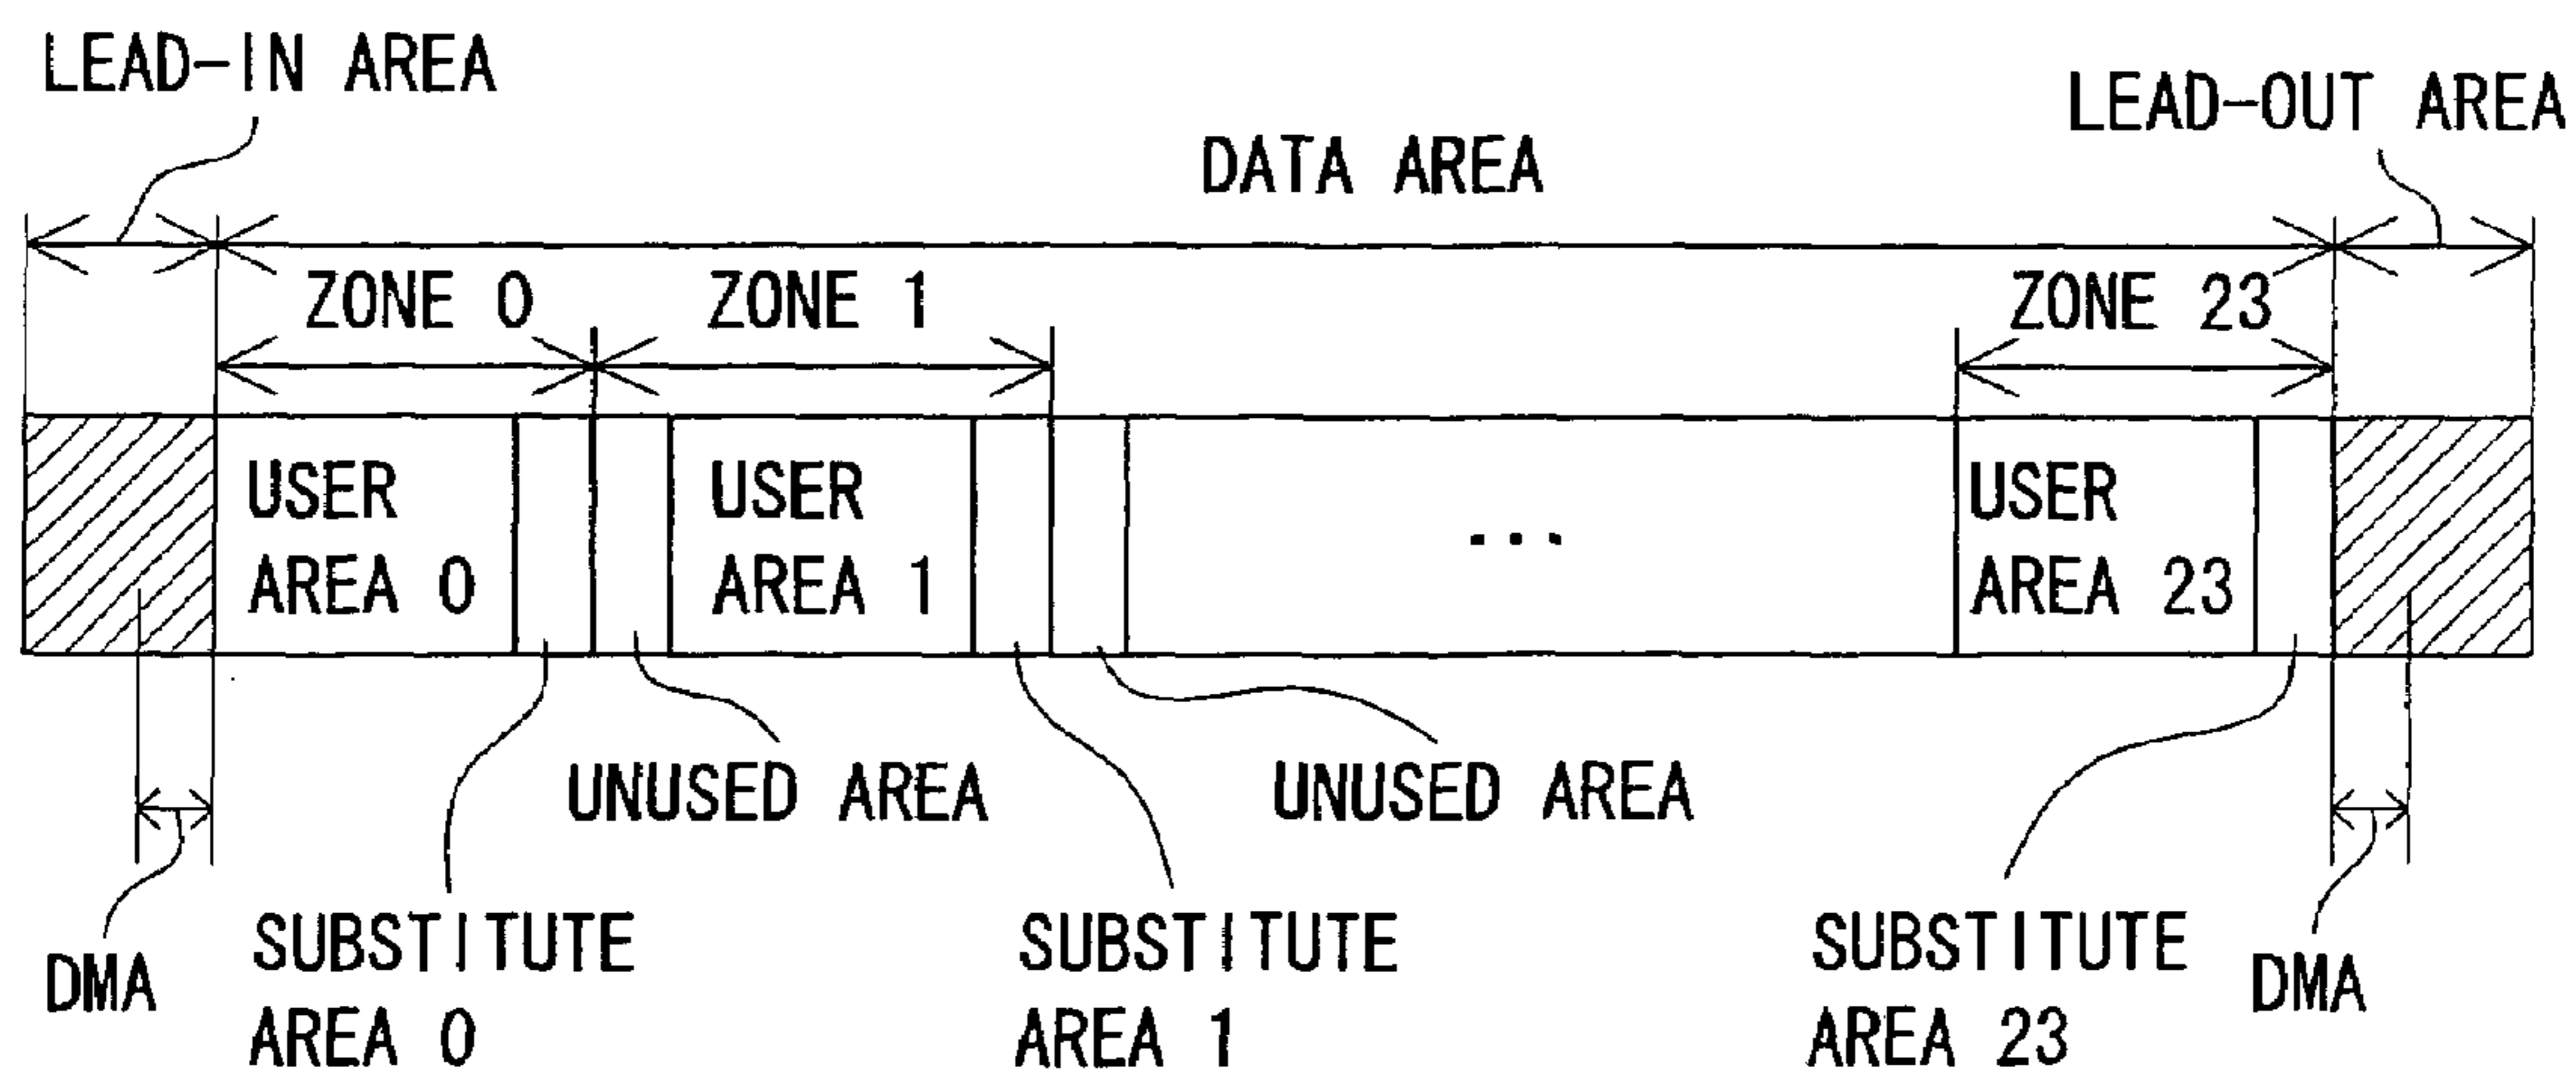 LEAD-IN AREA
LEAD-OUT AREA
DATA AREA
ZONE 0
ZONE 1
ZONE 23
USER
AREA 0
USER
AREA 1
...
USER
AREA 23
UNUSED AREA
UNUSED AREA
DMA
SUBSTITUTE
AREA 0
SUBSTITUTE
AREA 1
SUBSTITUTE
AREA 23
DMA